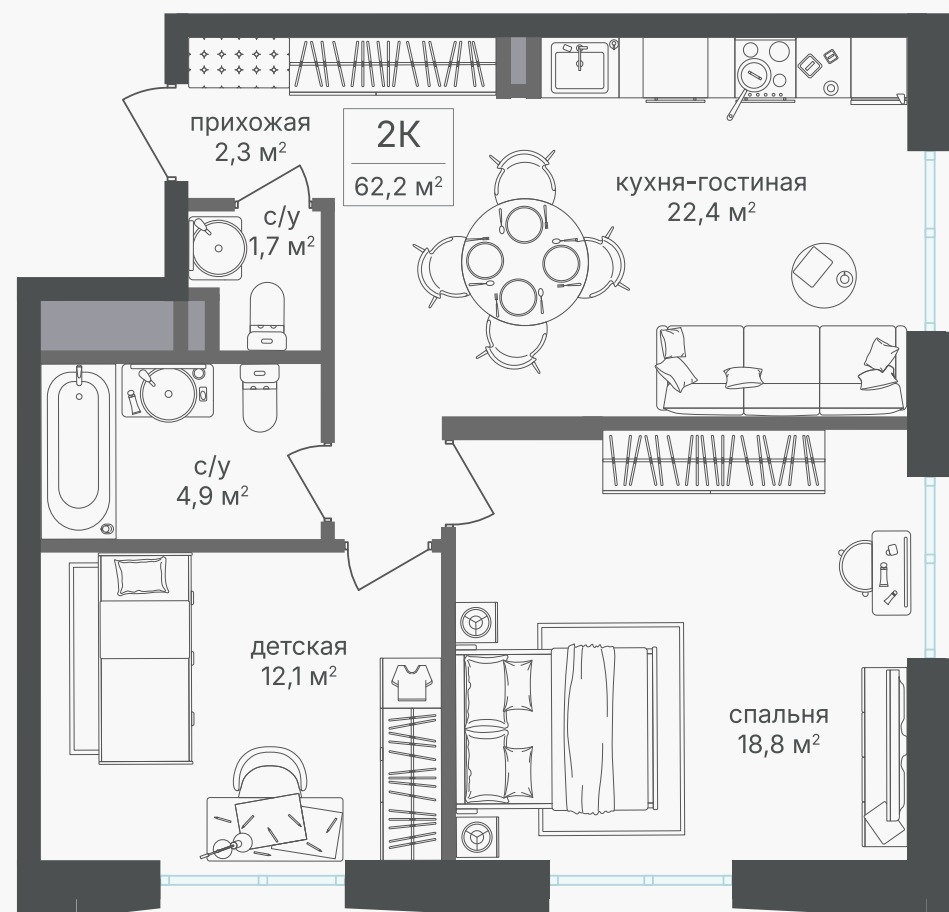 прихожая
2,3 м²
2К
62,2 м²
кухня-гостиная
22,4 м²
с/у
1,7 м²
с/у
4,9 м²
детская
12,1 м²
спальня
18,8 м²